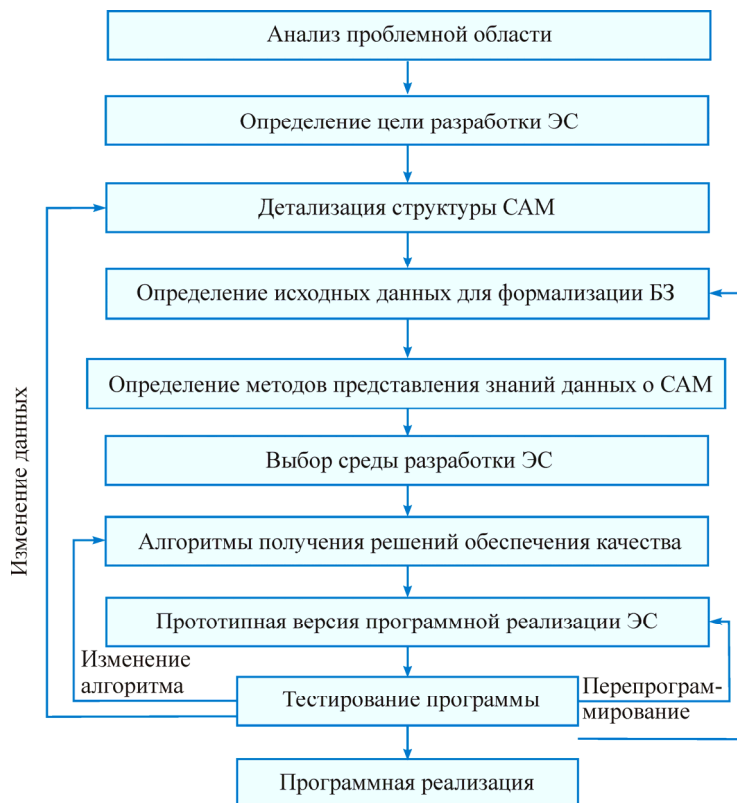 Анализ проблемной области
Определение цели разработки ЭС
Детализация структуры САМ
Определение исходных данных для формализации БЗ
Определение методов представления знаний данных о САМ
Выбор среды разработки ЭС
Алгоритмы получения решений обеспечения качества
Прототипная версия программной реализации ЭС
Изменение
алгоритма
Тестирование программы
Перепрограм-
мирование
Программная реализация
Изменение данных